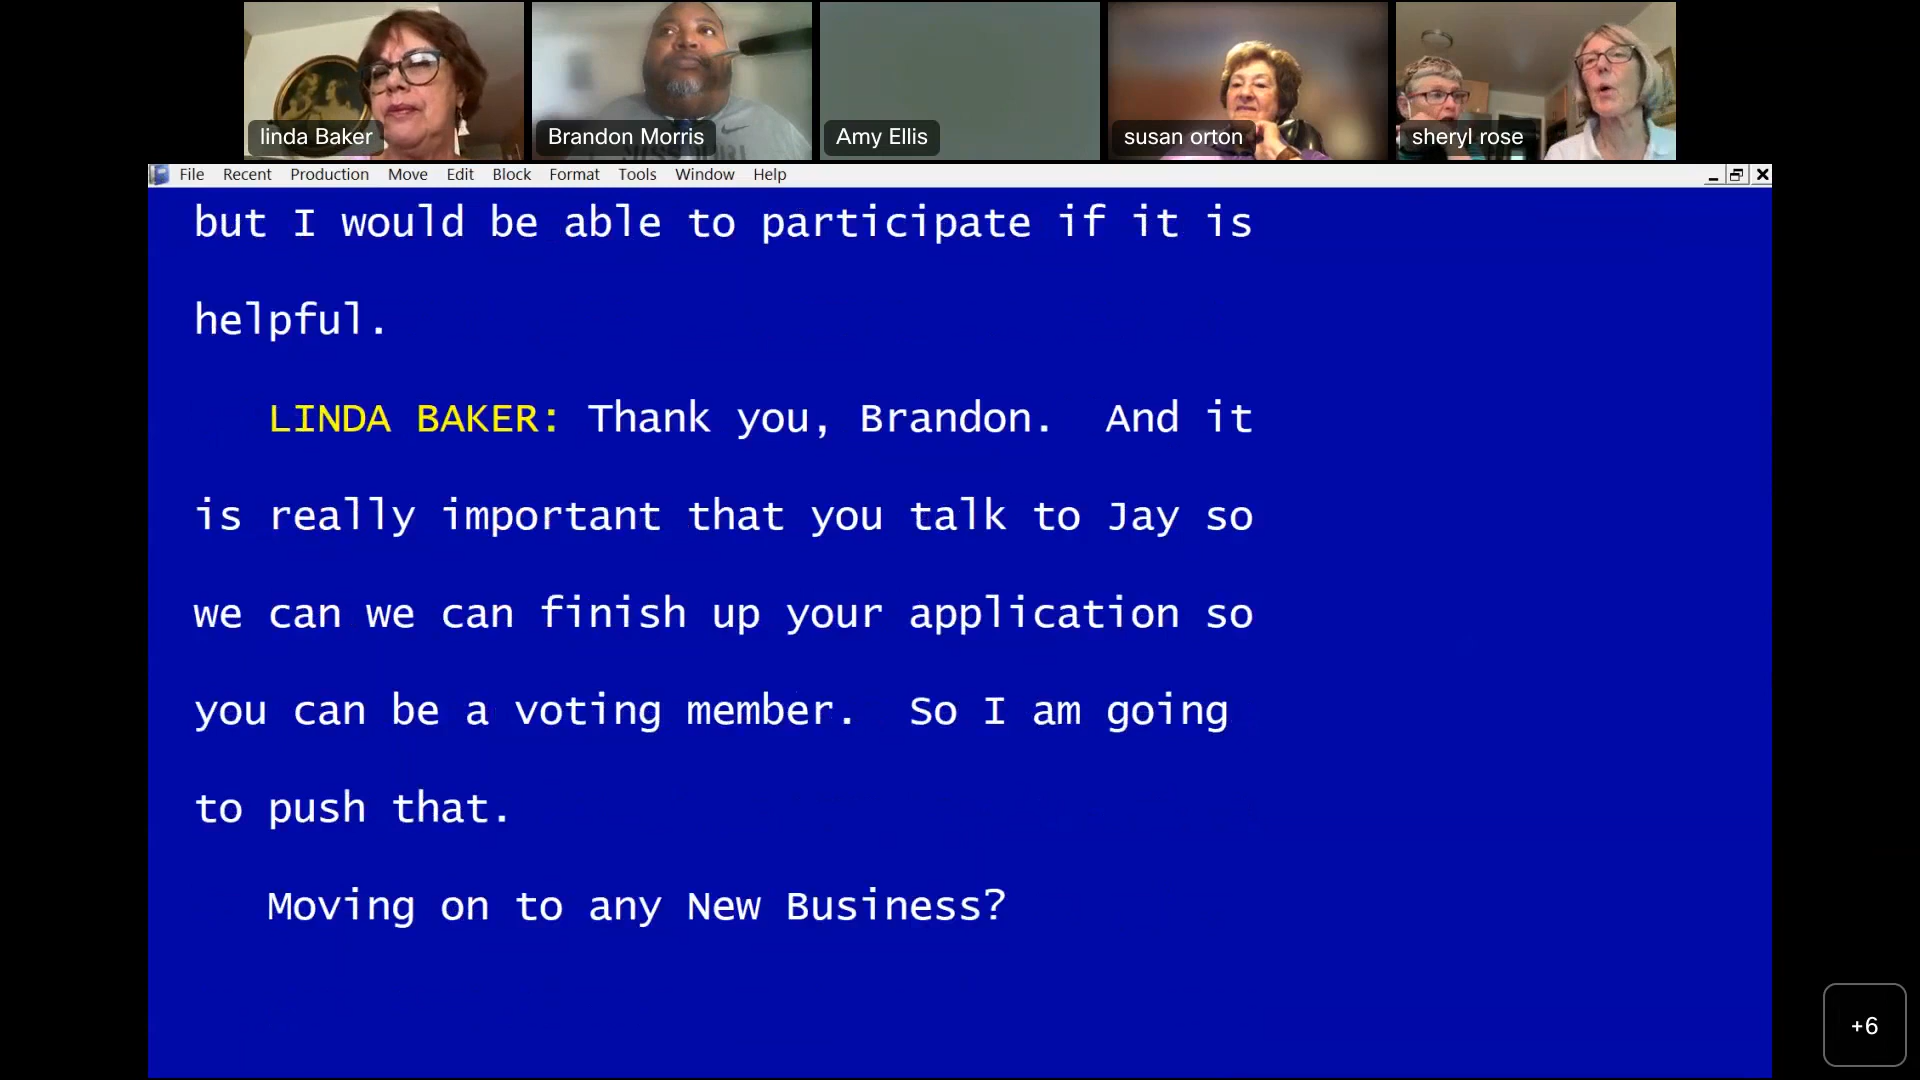 linda Baker
Brandon Morris
Amy Ellis
susan orton
sheryl rose
File Recent Production Move Edit Block Format Tools Window Help
but I would be able to participate if it is
helpful.
LINDA BAKER: Thank you, Brandon.  And it
is really important that you talk to Jay so
we can we can finish up your application so
you can be a voting member.  So I am going
to push that.
Moving on to any New Business?
+6